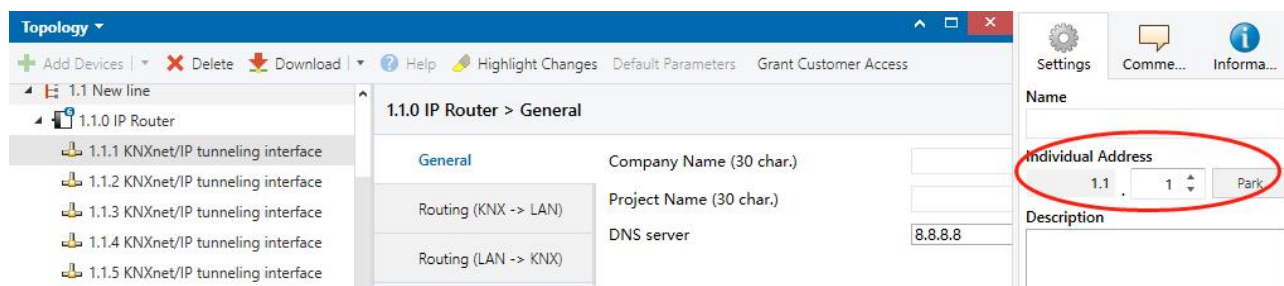 Topology
Add Devices Delete Download Help Highlight Changes Default Parameters Grant Customer Access
1.1 New line
1.1.0 IP Router
1.1.1 KNXnet/IP tunneling interface
1.1.2 KNXnet/IP tunneling interface
1.1.3 KNXnet/IP tunneling interface
1.1.4 KNXnet/IP tunneling interface
1.1.5 KNXnet/IP tunneling interface
1.1.0 IP Router > General
General
Routing (KNX -> LAN)
Routing (LAN -> KNX)
Company Name (30 char.)
Project Name (30 char.)
DNS server 8.8.8.8
Settings Comme... Informa...
Name
Individual Address
1.1 . 1 Park
Description